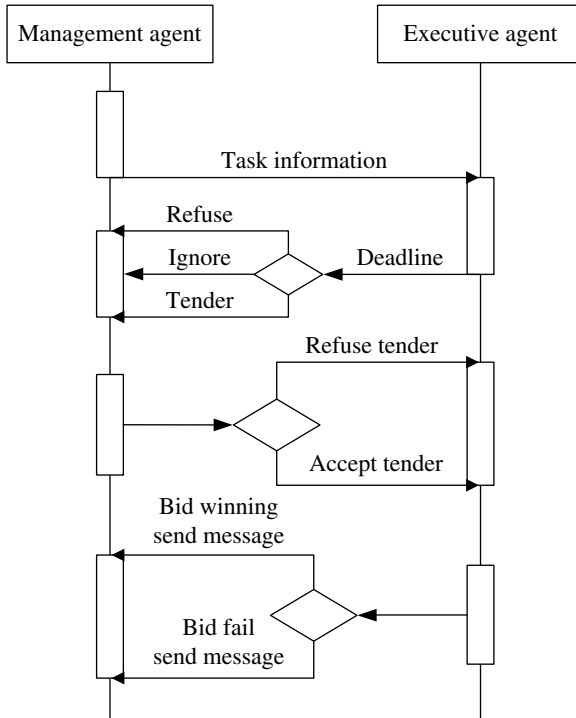 Management agent
Executive agent
Task information
Refuse
Ignore
Deadline
Tender
Refuse tender
Accept tender
Bid winning
send message
Bid fail
send message